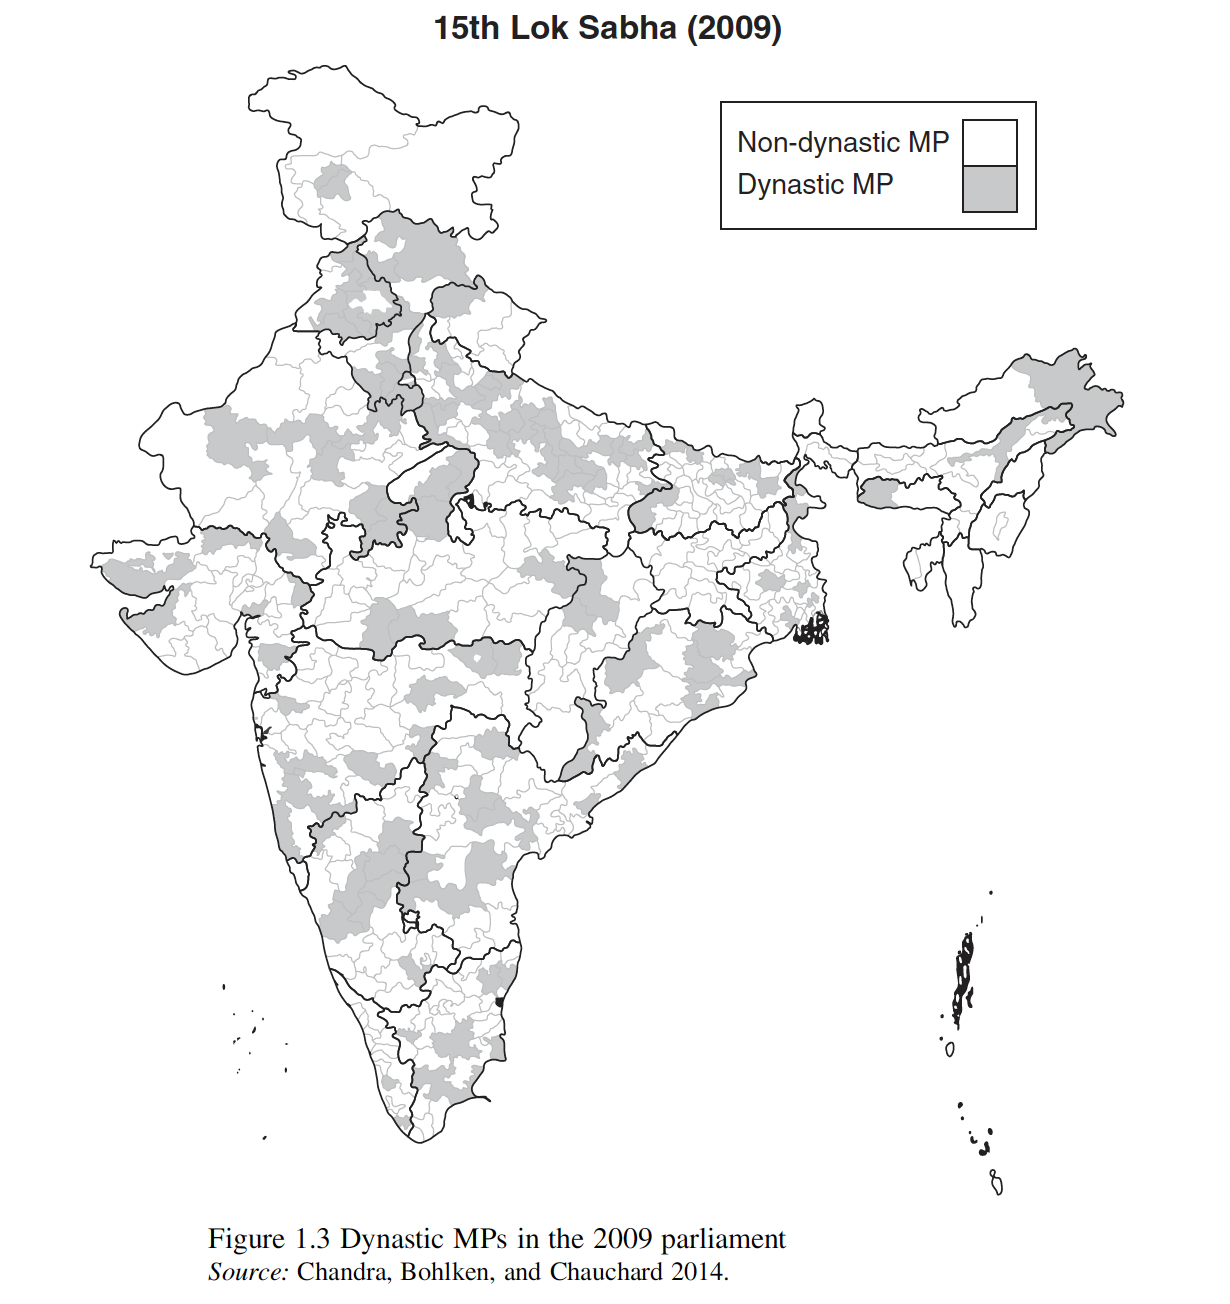 15th Lok Sabha (2009)
Non-dynastic MP
Dynastic MP
Figure 1.3 Dynastic MPs in the 2009 parliament
Source: Chandra, Bohlken, and Chauchard 2014.